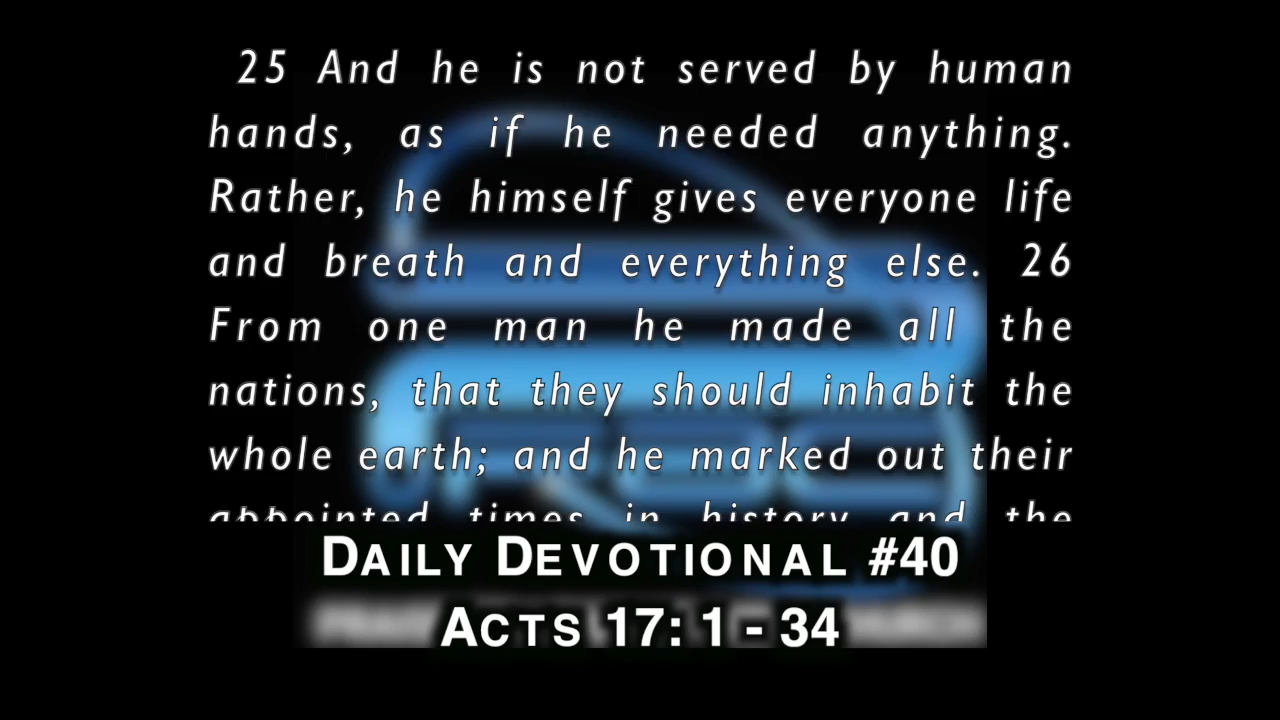 25 And he is not served by human
hands, as if he needed anything.
Rather, he himself gives everyone life
and breath and everything else. 26
From one man he made all the
nations, that they should inhabit the
whole earth; and he marked out their
appointed times in history and the
DAILY DEVOTIONAL #40
ACTS 17: 1 - 34